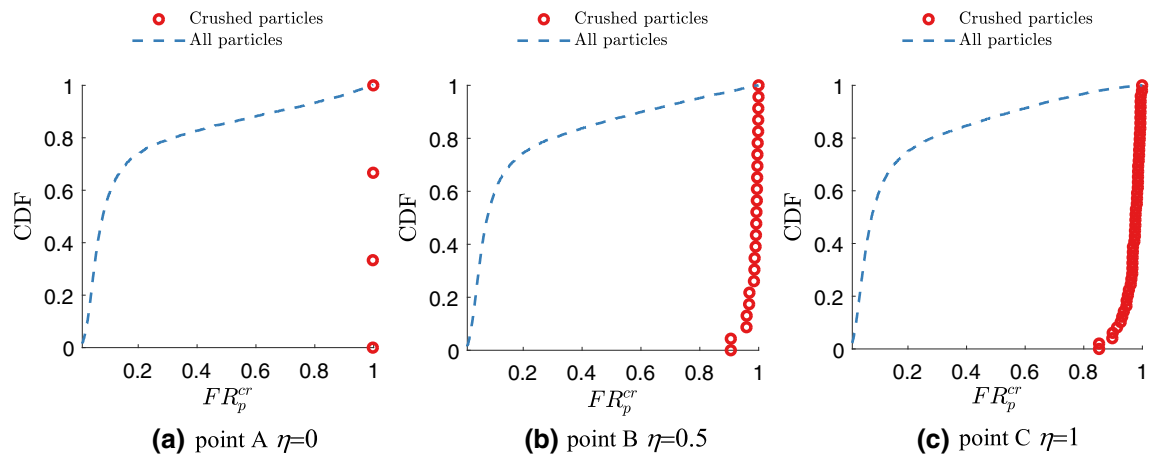 Crushed particles
All particles
1
0.8
0.6
0.4
0.2
0
CDF
0.2 0.4 0.6 0.8 1
FR_p^{cr}
(a) point A η=0
Crushed particles
All particles
1
0.8
0.6
0.4
0.2
0
CDF
0.2 0.4 0.6 0.8 1
FR_p^{cr}
(b) point B η=0.5
Crushed particles
All particles
1
0.8
0.6
0.4
0.2
0
CDF
0.2 0.4 0.6 0.8 1
FR_p^{cr}
(c) point C η=1